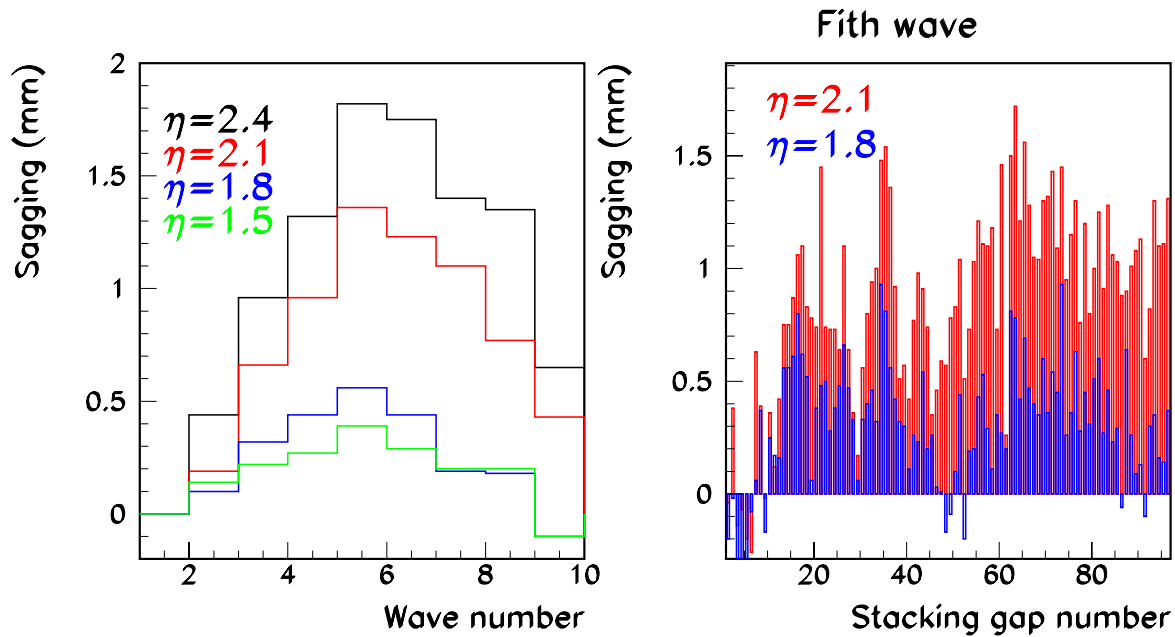 Fith wave
Sagging (mm)
2
1.5
1
0.5
0
η=2.4
η=2.1
η=1.8
η=1.5
2 4 6 8 10
Wave number
Sagging (mm)
1.5
1
0.5
0
η=2.1
η=1.8
20 40 60 80
Stacking gap number